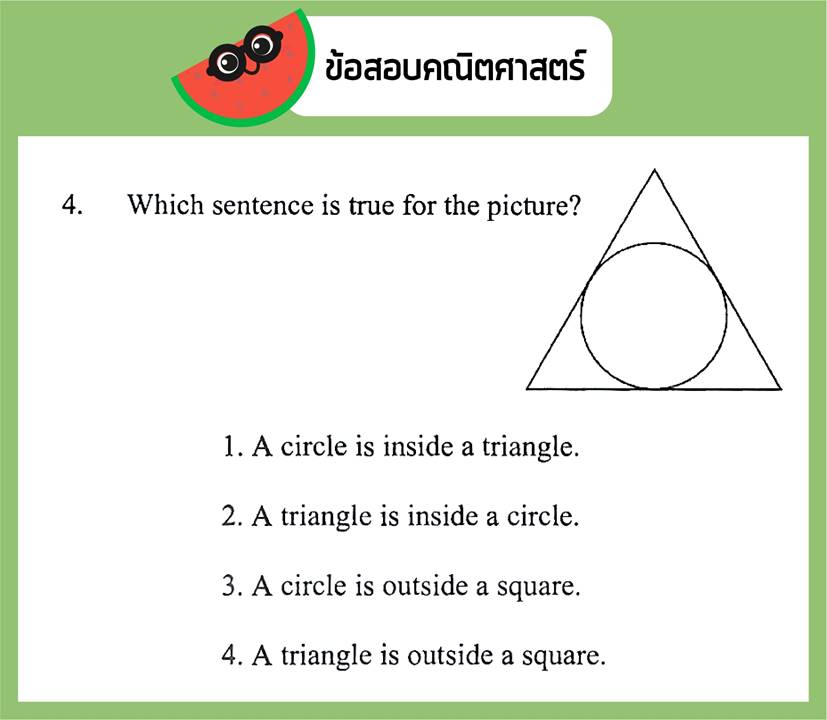 ข้อสอบคณิตศาสตร์
4. Which sentence is true for the picture?
1. A circle is inside a triangle.
2. A triangle is inside a circle.
3. A circle is outside a square.
4. A triangle is outside a square.